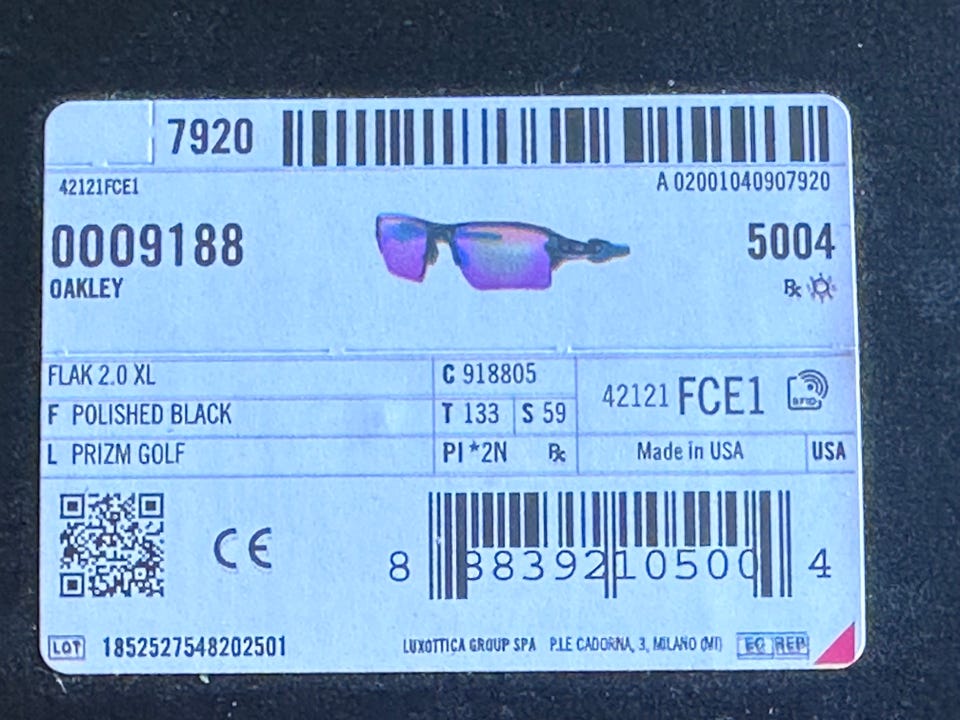 7920
42121FCE1
A 02001040907920
0009188
5004
OAKLEY
Rx
FLAK 2.0 XL
C 918805
F POLISHED BLACK
T 133
S 59
42121 FCE1
RFID
L PRIZM GOLF
PI *2N
Rx
Made in USA
USA
CE
8 88392 10500 4
LOT 1852527548202501
LUXOTTICA GROUP SPA P.LE CADORNA, 3, MILANO (MI)
EC REP